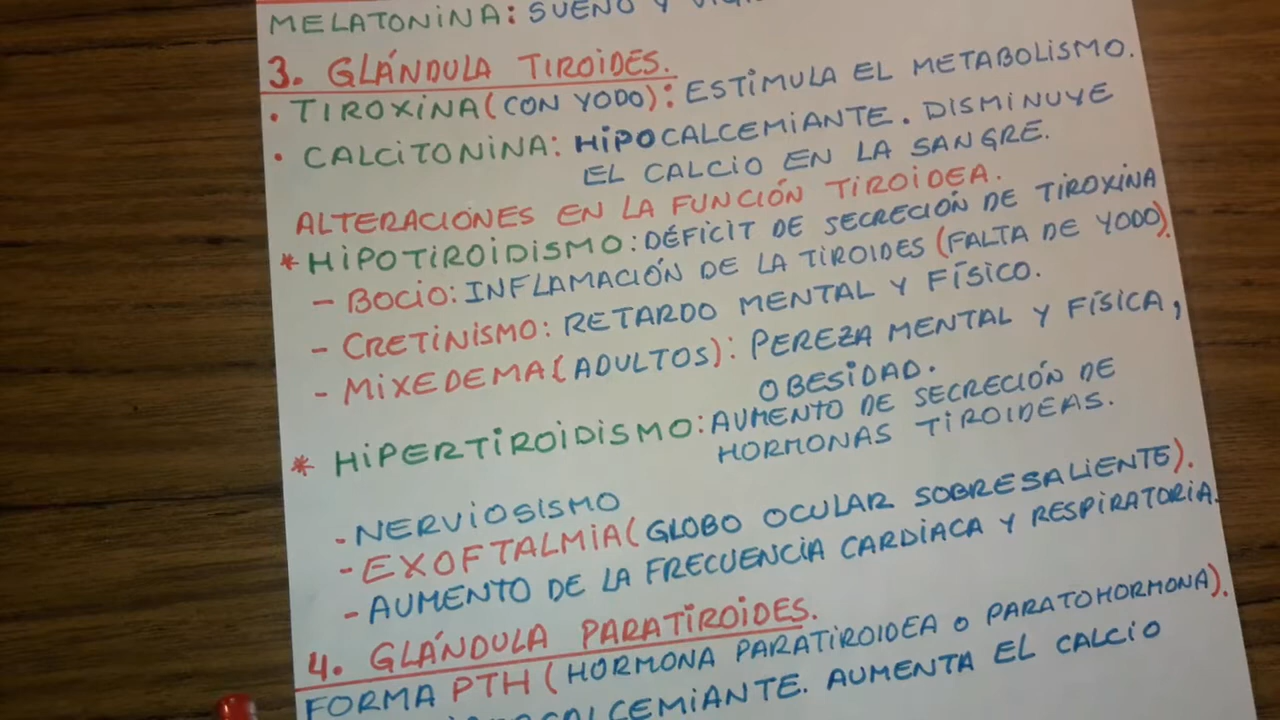 MELATONINA: SUEÑO Y
3. GLÁNDULA TIROIDES.
· TIROXINA (CON YODO): ESTIMULA EL METABOLISMO.
· CALCITONINA: HIPOCALCEMIANTE. DISMINUYE
EL CALCIO EN LA SANGRE.
ALTERACIONES EN LA FUNCIÓN TIROIDEA.
* HIPOTIROIDISMO: DÉFICIT DE SECRECIÓN DE TIROXINA
- BOCIO: INFLAMACIÓN DE LA TIROIDES (FALTA DE YODO).
- CRETINISMO: RETARDO MENTAL Y FÍSICO.
- MIXEDEMA (ADULTOS): PEREZA MENTAL Y FÍSICA,
OBESIDAD.
* HIPERTIROIDISMO: AUMENTO DE SECRECIÓN DE
HORMONAS TIROIDEAS.
- NERVIOSISMO
- EXOFTALMIA (GLOBO OCULAR SOBRESALIENTE).
- AUMENTO DE LA FRECUENCIA CARDIACA Y RESPIRATORIA.
4. GLÁNDULA PARATIROIDES.
FORMA PTH (HORMONA PARATIROIDEA O PARATOHORMONA).
AUMENTA EL CALCIO